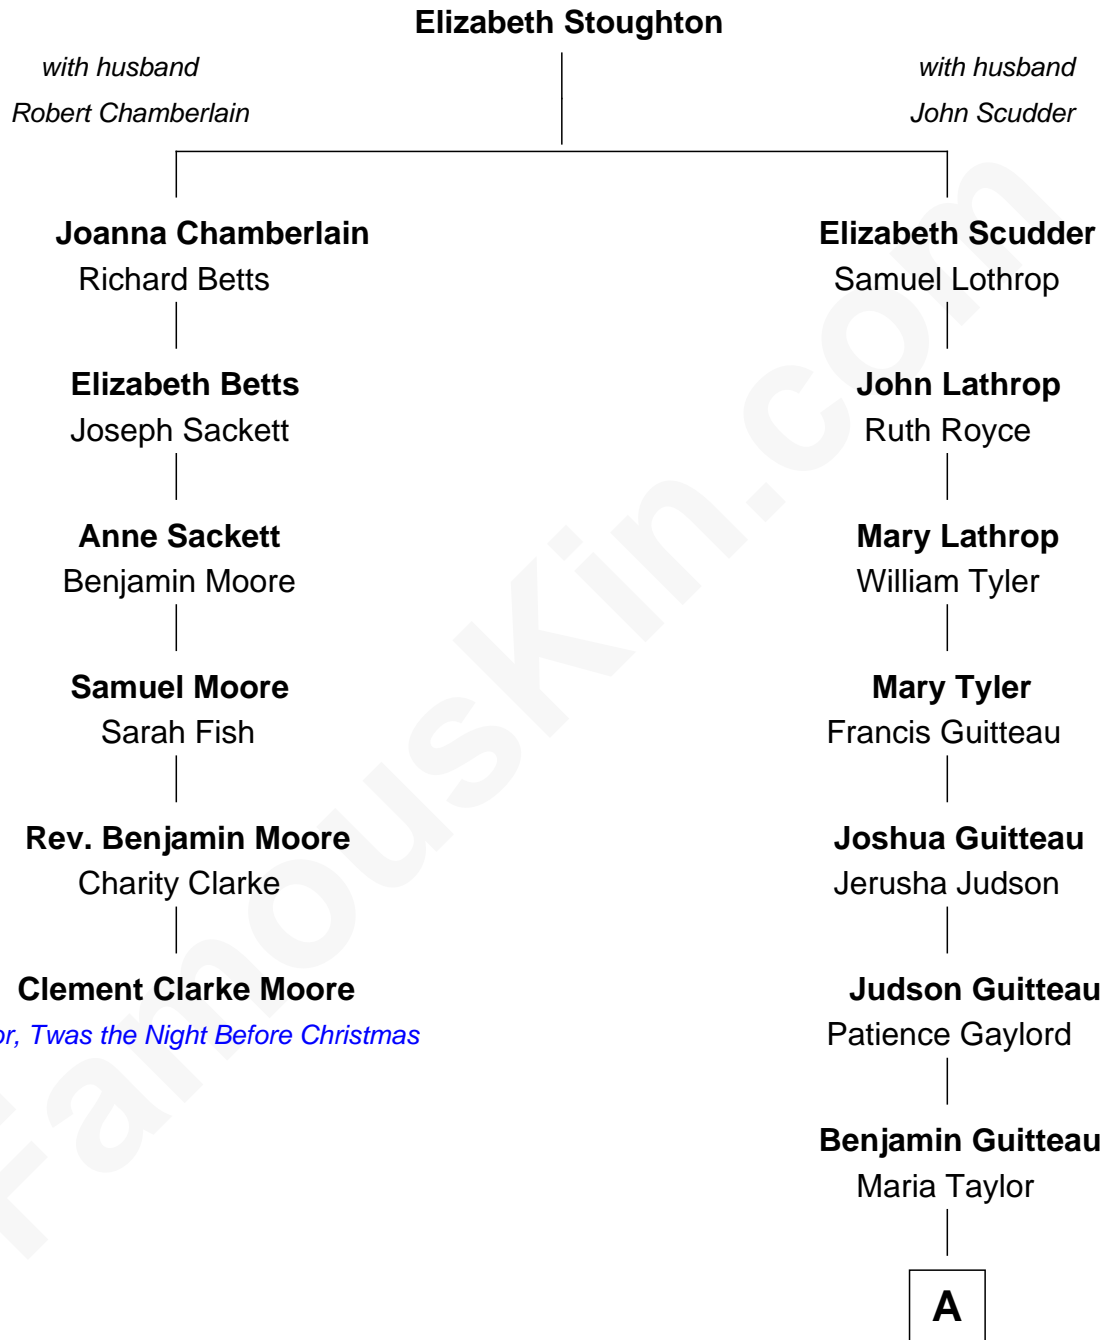 Elizabeth Stoughton
with husband
Robert Chamberlain
with husband
John Scudder
Joanna Chamberlain
Richard Betts
Elizabeth Scudder
Samuel Lothrop
Elizabeth Betts
Joseph Sackett
John Lathrop
Ruth Royce
Anne Sackett
Benjamin Moore
Mary Lathrop
William Tyler
Samuel Moore
Sarah Fish
Mary Tyler
Francis Guitteau
Rev. Benjamin Moore
Charity Clarke
Joshua Guitteau
Jerusha Judson
Clement Clarke Moore
or, Twas the Night Before Christmas
Judson Guitteau
Patience Gaylord
Benjamin Guitteau
Maria Taylor
A
FamousKin.com